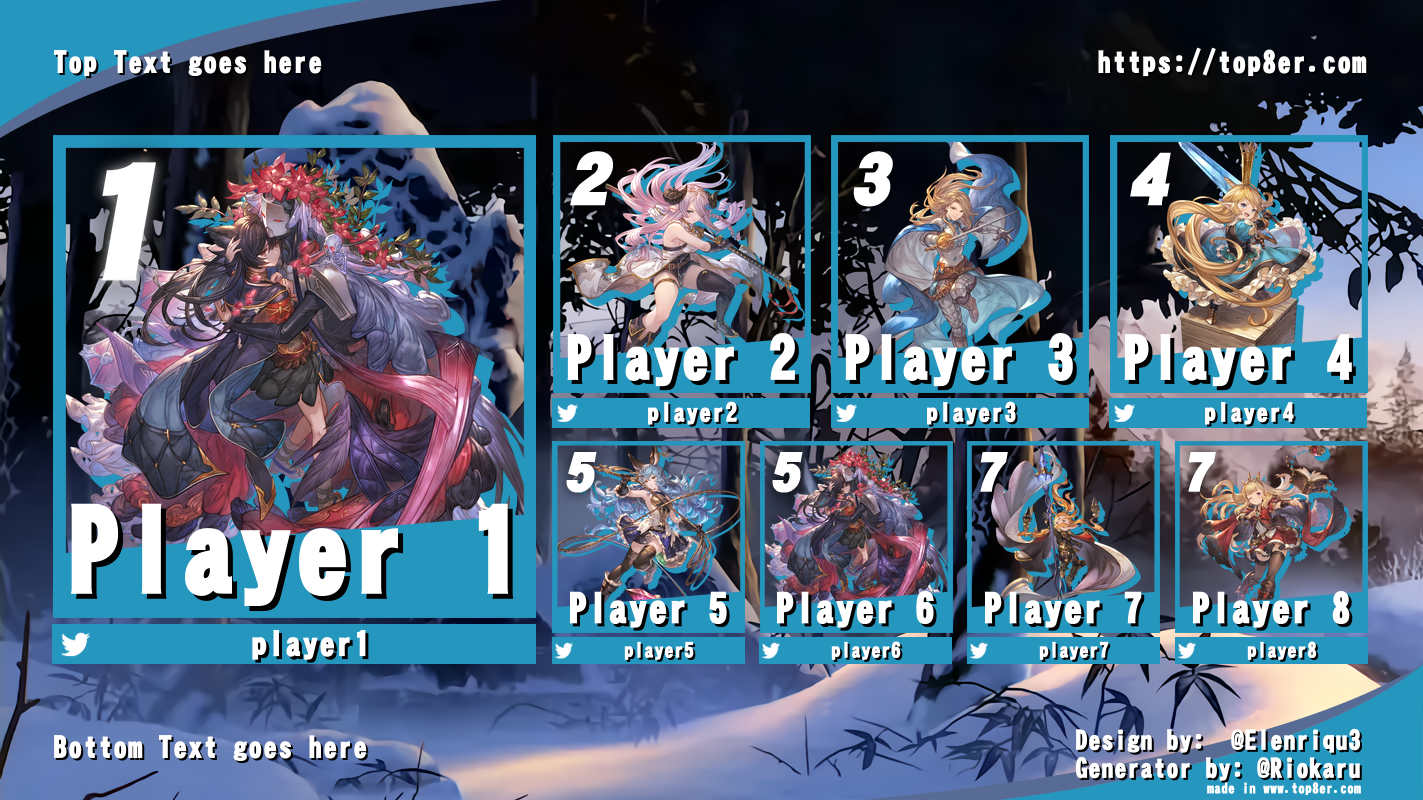 Top Text goes here
https://top8er.com
1
Player 1
player1
2
Player 2
player2
3
Player 3
player3
4
Player 4
player4
5
Player 5
player5
5
Player 6
player6
7
Player 7
player7
7
Player 8
player8
Bottom Text goes here
Design by: @Elenriqu3
Generator by: @Riokaru
made in www.top8er.com